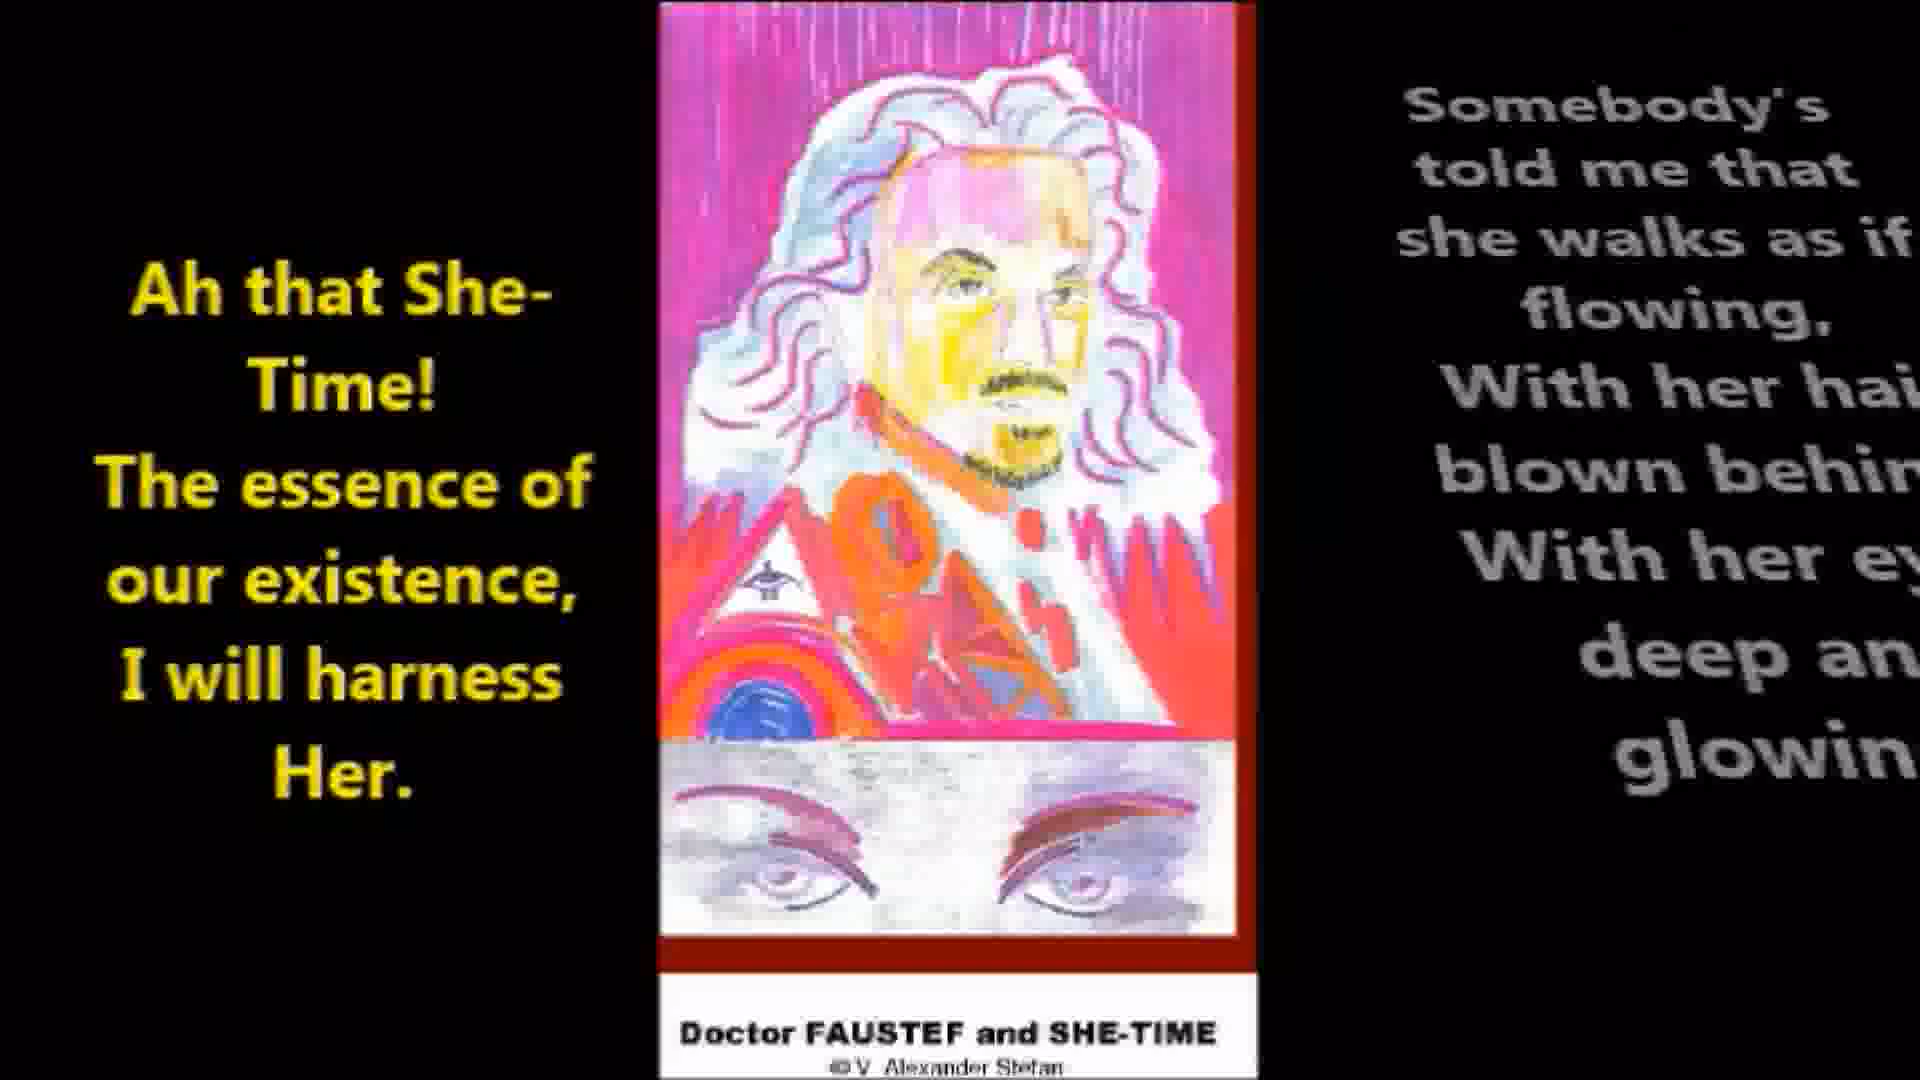 Ah that She-
Time!
The essence of
our existence,
I will harness
Her.
Doctor FAUSTEF and SHE-TIME
© V. Alexander Stefan
Somebody's
told me that
she walks as if
flowing,
With her hai
blown behin
With her ey
deep an
glowin